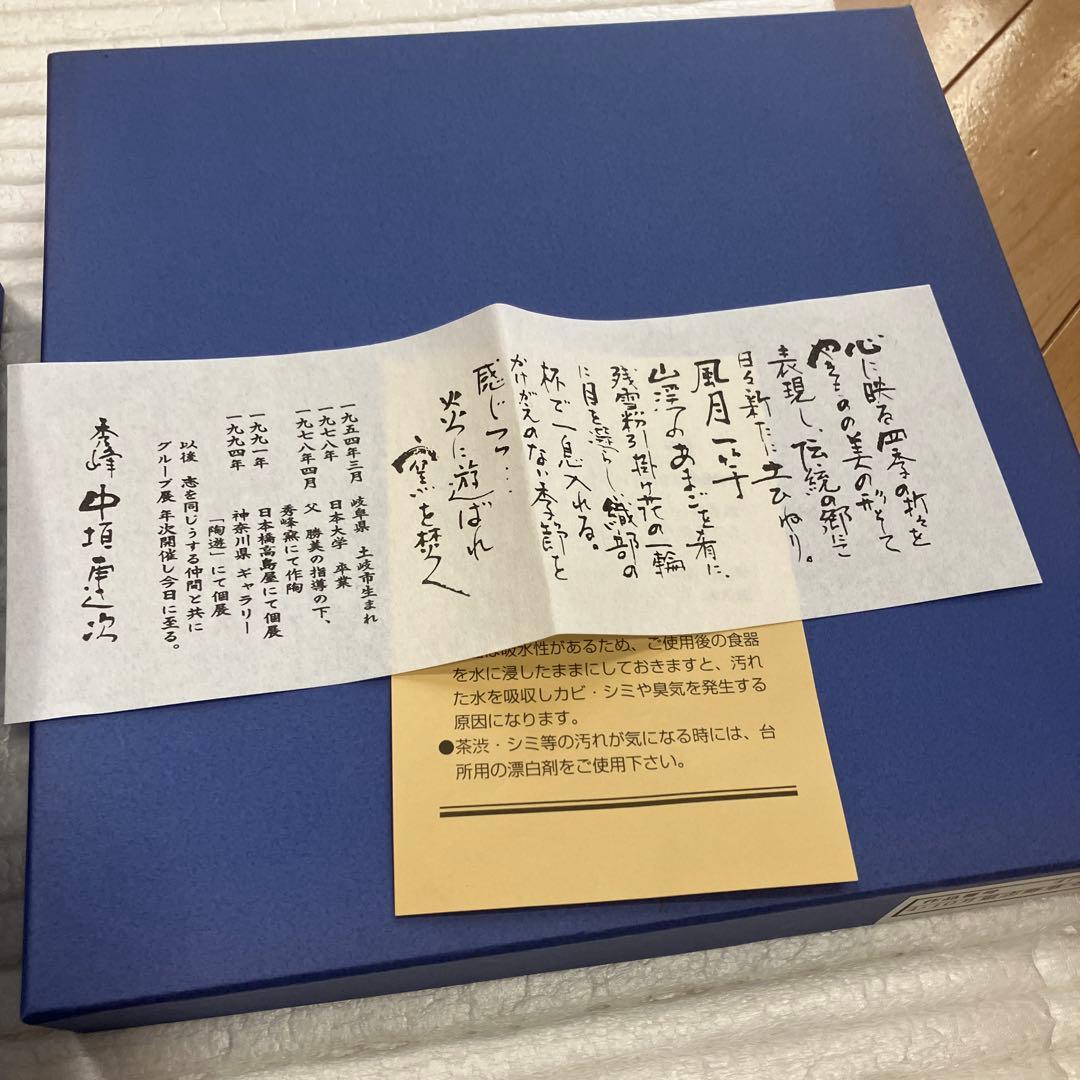 心に映る四季の折々を
やきものの美の形として
表現し、伝統の郷にて
日々新たに土ひねり。
風月
山淳てのあまごを肴に、
残雪粉引掛け花の一輪
に目を凝らし織部の
杯で一息入れる。
かけがえのない季節を
感じつつ…
炎に遊ばれ
窯を焚く
一九五四年三月 岐阜県 土岐市生まれ
一九七八年 日本大学 卒業
一九七八年四月 父 勝美の指導の下、
秀峰窯にて作陶
一九九一年 日本橋高島屋にて個展
一九九四年 神奈川県 ギャラリー
「陶遊」にて個展
以後 志を同じうする仲間と共に
グループ展 年次開催し今日に至る。
秀峰 中垣 次
は吸水性があるため、ご使用後の食器
を水に浸したままにしておきますと、汚れ
た水を吸収しカビ・シミや臭気を発生する
原因になります。
●茶渋・シミ等の汚れが気になる時には、台
所用の漂白剤をご使用下さい。